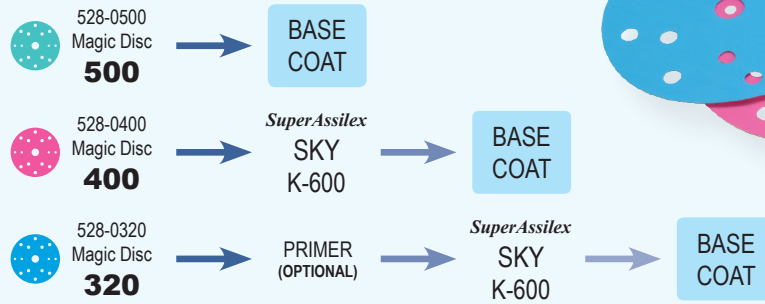 528-0500
Magic Disc
500
BASE
COAT
528-0400
Magic Disc
400
SuperAssilex
SKY
K-600
BASE
COAT
528-0320
Magic Disc
320
PRIMER
(OPTIONAL)
SuperAssilex
SKY
K-600
BASE
COAT